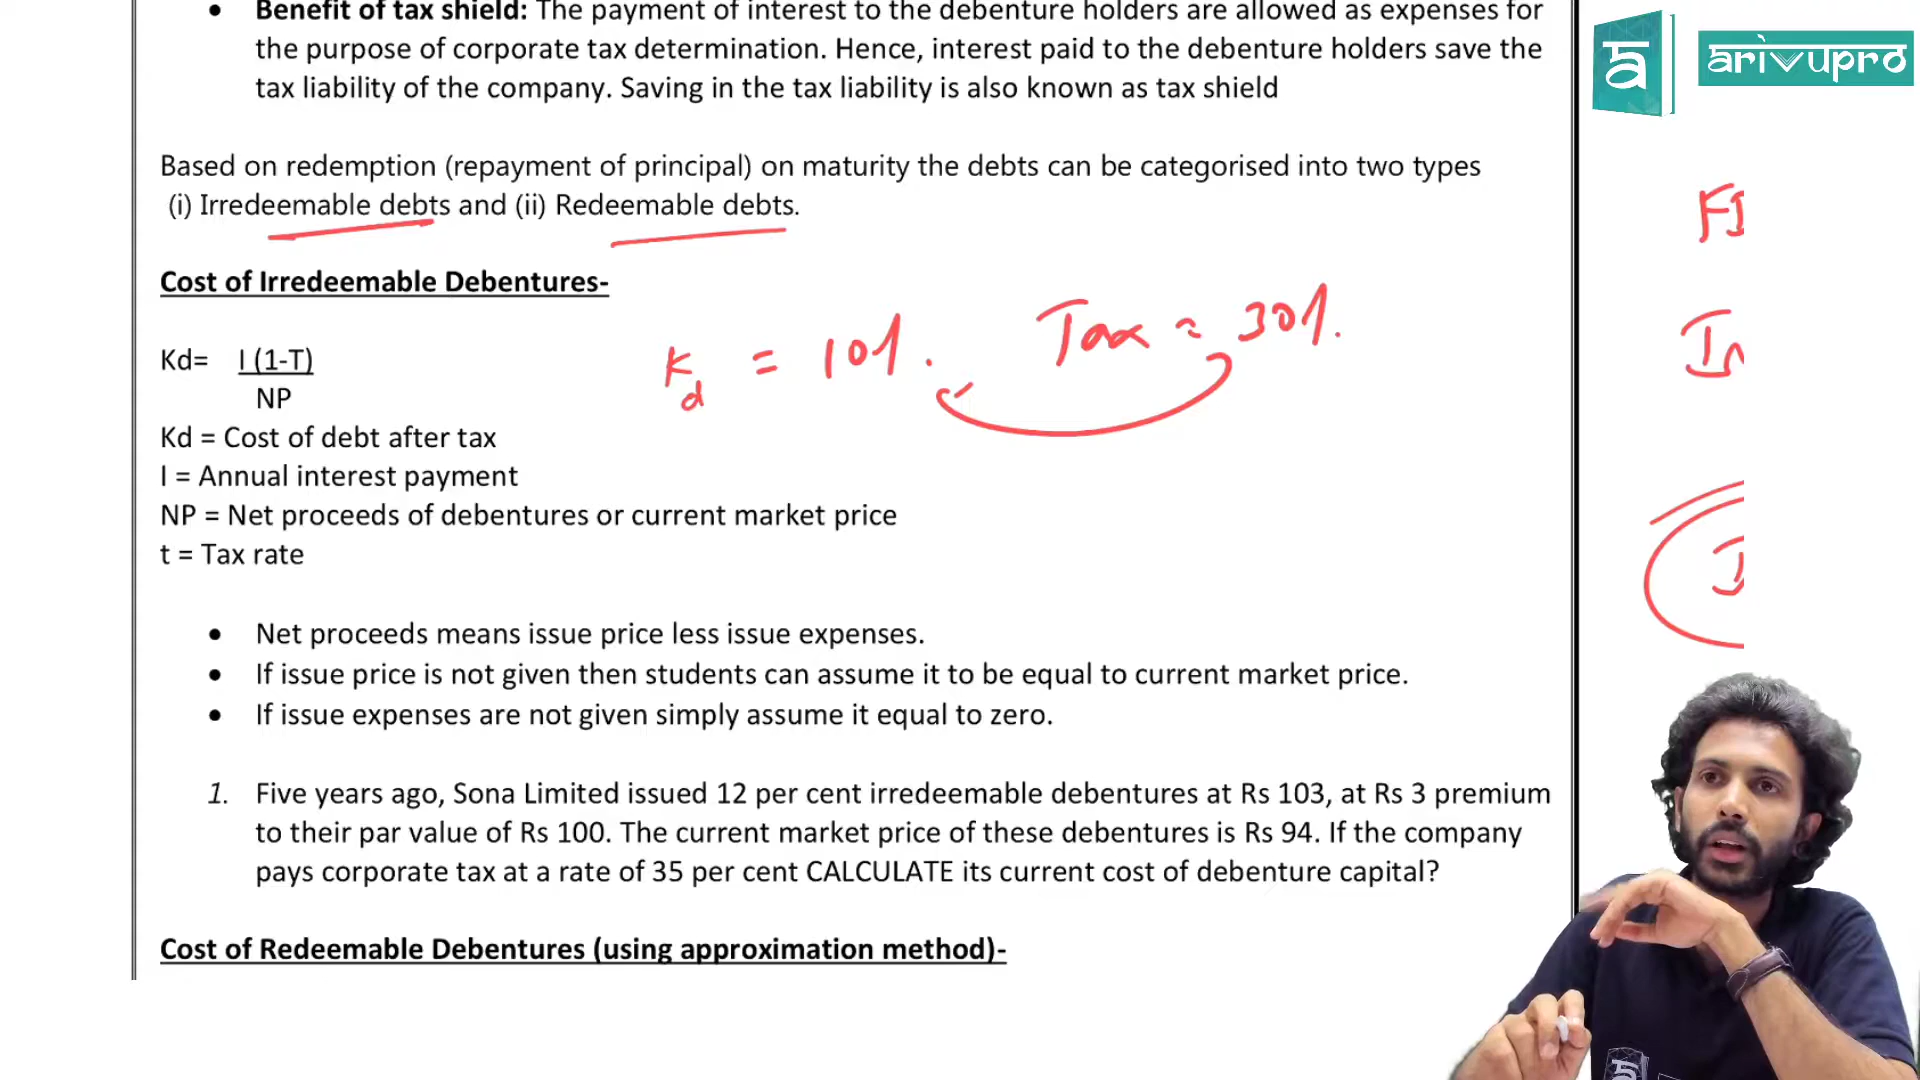 • Benefit of tax shield: The payment of interest to the debenture holders are allowed as expenses for
the purpose of corporate tax determination. Hence, interest paid to the debenture holders save the
tax liability of the company. Saving in the tax liability is also known as tax shield
arivupro
Based on redemption (repayment of principal) on maturity the debts can be categorised into two types
(i) Irredeemable debts and (ii) Redeemable debts.
Cost of Irredeemable Debentures-
Kd= I (1-T)
NP
Kd = 10%. Tax = 30%.
Kd = Cost of debt after tax
I = Annual interest payment
NP = Net proceeds of debentures or current market price
t = Tax rate
• Net proceeds means issue price less issue expenses.
• If issue price is not given then students can assume it to be equal to current market price.
• If issue expenses are not given simply assume it equal to zero.
1. Five years ago, Sona Limited issued 12 per cent irredeemable debentures at Rs 103, at Rs 3 premium
to their par value of Rs 100. The current market price of these debentures is Rs 94. If the company
pays corporate tax at a rate of 35 per cent CALCULATE its current cost of debenture capital?
Cost of Redeemable Debentures (using approximation method)-